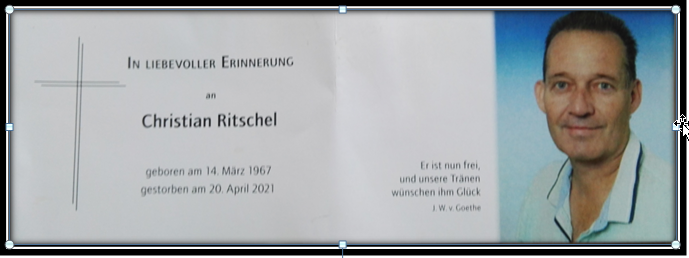 IN LIEBEVOLLER ERINNERUNG
an
Christian Ritschel
geboren am 14. März 1967
gestorben am 20. April 2021
Er ist nun frei,
und unsere Tränen
wünschen ihm Glück
J. W. v. Goethe